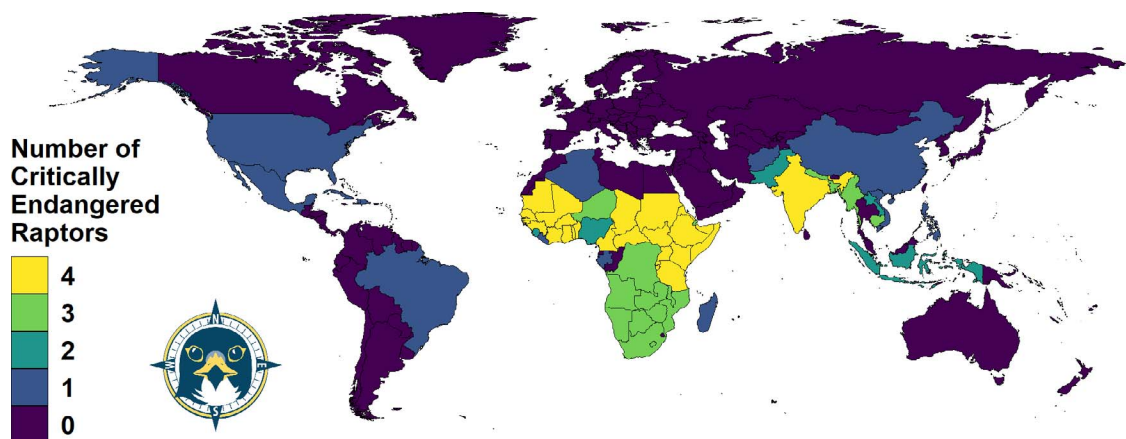 Number of
Critically
Endangered
Raptors
4
3
2
1
0
N
W
E
S